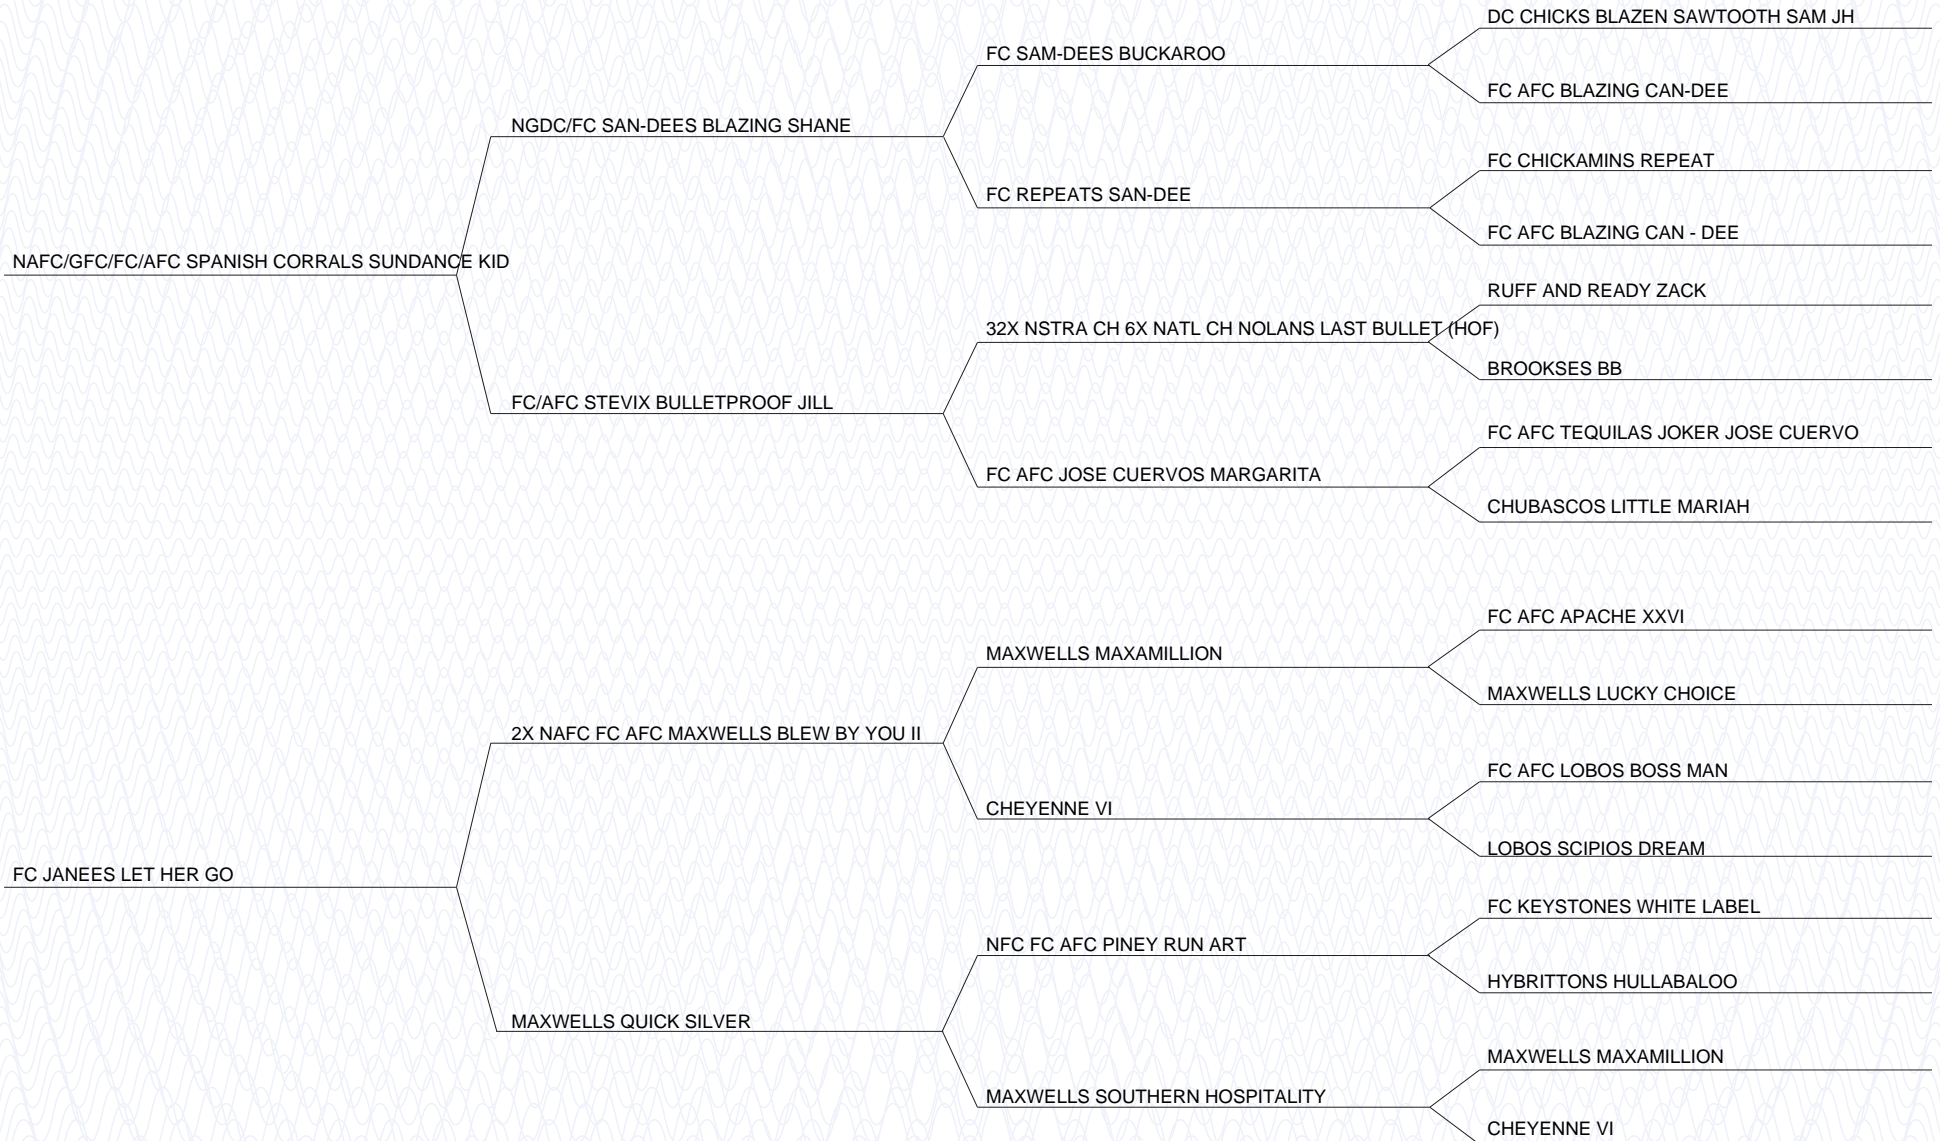 DC CHICKS BLAZEN SAWTOOTH SAM JH
FC SAM-DEES BUCKAROO
FC AFC BLAZING CAN-DEE
NGDC/FC SAN-DEES BLAZING SHANE
FC CHICKAMINS REPEAT
FC REPEATS SAN-DEE
FC AFC BLAZING CAN - DEE
NAFC/GFC/FC/AFC SPANISH CORRALS SUNDANCE KID
RUFF AND READY ZACK
32X NSTRA CH 6X NATL CH NOLANS LAST BULLET (HOF)
BROOKSES BB
FC/AFC STEVIX BULLETPROOF JILL
FC AFC TEQUILAS JOKER JOSE CUERVO
FC AFC JOSE CUERVOS MARGARITA
CHUBASCOS LITTLE MARIAH
FC AFC APACHE XXVI
MAXWELLS MAXAMILLION
MAXWELLS LUCKY CHOICE
2X NAFC FC AFC MAXWELLS BLEW BY YOU II
FC AFC LOBOS BOSS MAN
CHEYENNE VI
LOBOS SCIPIOS DREAM
FC JANEES LET HER GO
FC KEYSTONES WHITE LABEL
NFC FC AFC PINEY RUN ART
HYBRITTONS HULLABALOO
MAXWELLS QUICK SILVER
MAXWELLS MAXAMILLION
MAXWELLS SOUTHERN HOSPITALITY
CHEYENNE VI